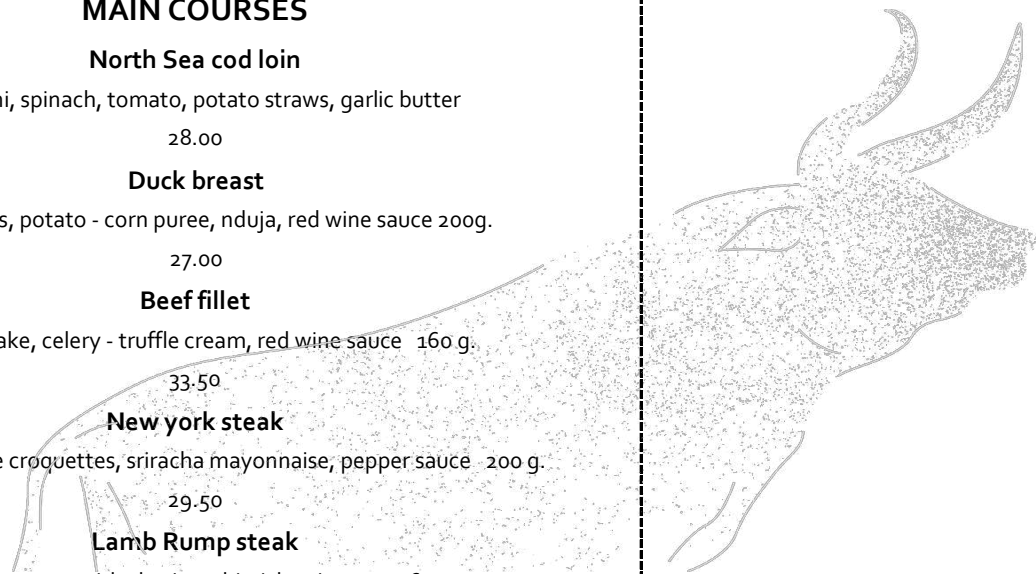 MAIN COURSES
North Sea cod loin
spinach, tomato, potato straws, garlic butter
28.00
Duck breast
potato - corn puree, nduja, red wine sauce 200g.
27.00
Beef fillet
celery - truffle cream, red wine sauce 160 g.
33.50
New york steak
croquettes, sriracha mayonnaise, pepper sauce 200 g.
29.50
Lamb Rump steak